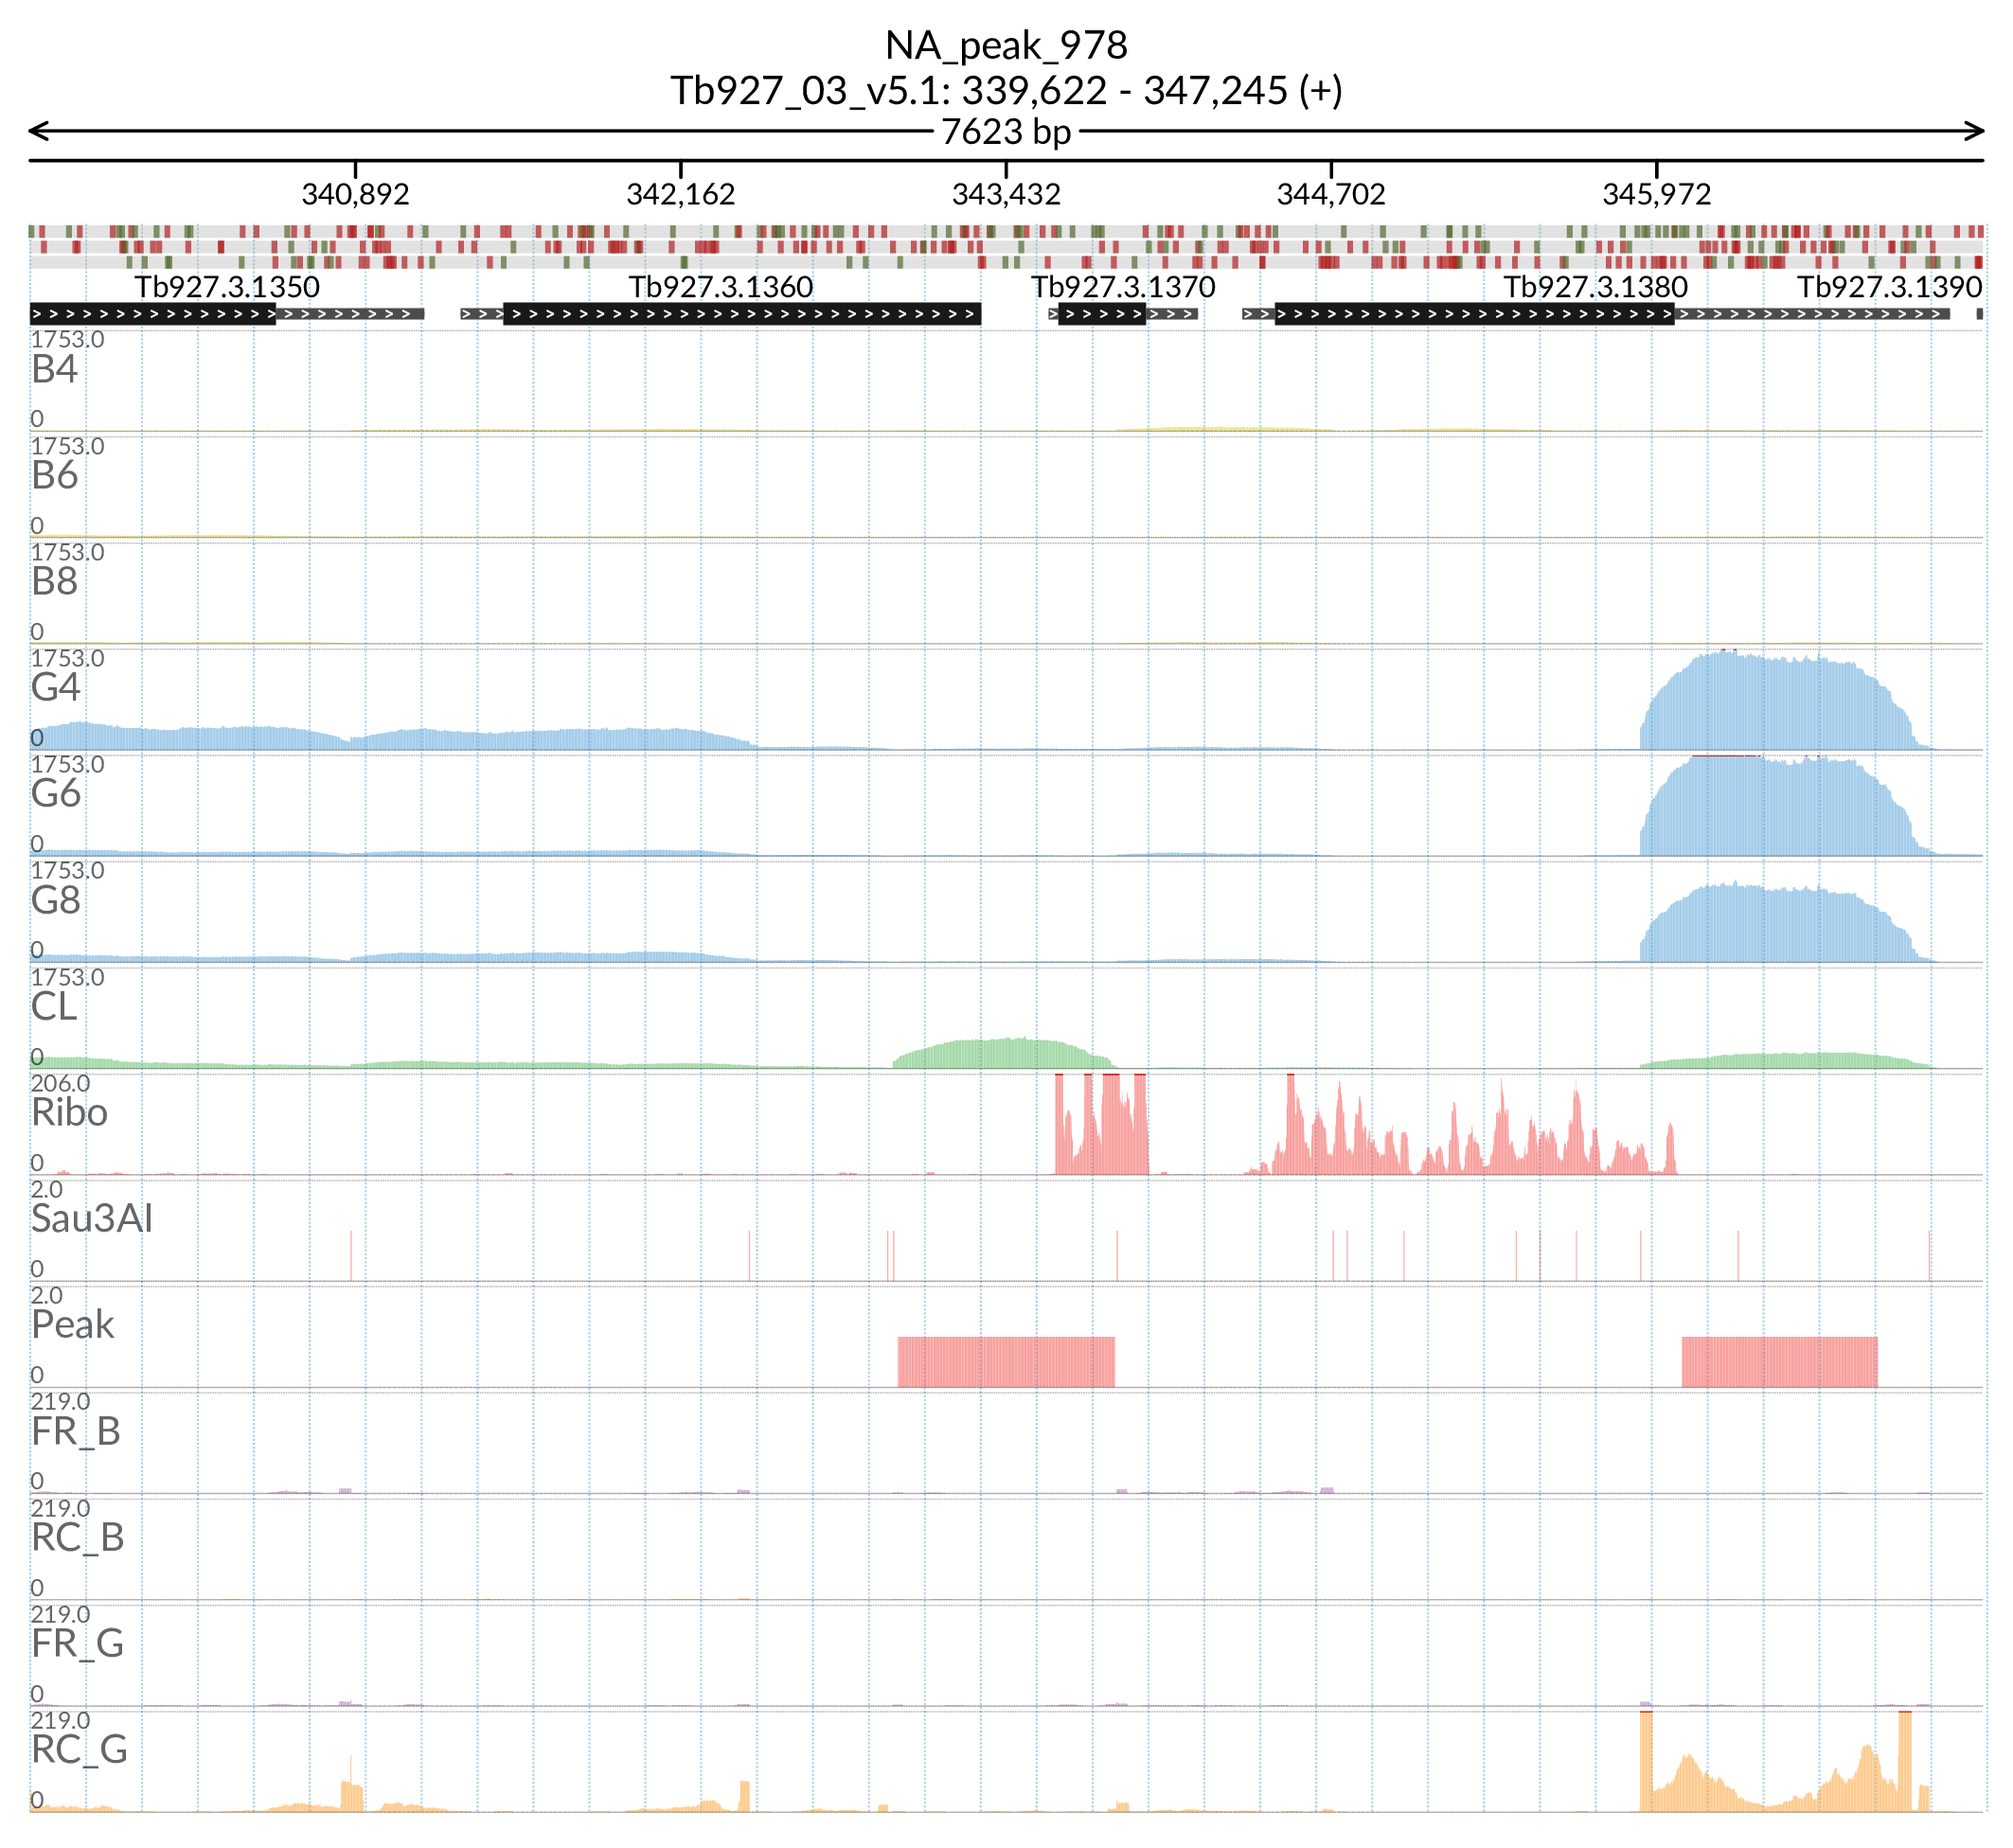 NA_peak_978
Tb927_03_v5.1: 339,622 - 347,245 (+)
7623 bp
340,892 342,162 343,432 344,702 345,972
Tb927.3.1350 Tb927.3.1360 Tb927.3.1370 Tb927.3.1380 Tb927.3.1390
1753.0
B4
0
1753.0
B6
0
1753.0
B8
0
1753.0
G4
0
1753.0
G6
0
1753.0
G8
0
1753.0
CL
0
206.0
Ribo
0
2.0
Sau3AI
0
2.0
Peak
0
219.0
FR_B
0
219.0
RC_B
0
219.0
FR_G
0
219.0
RC_G
0